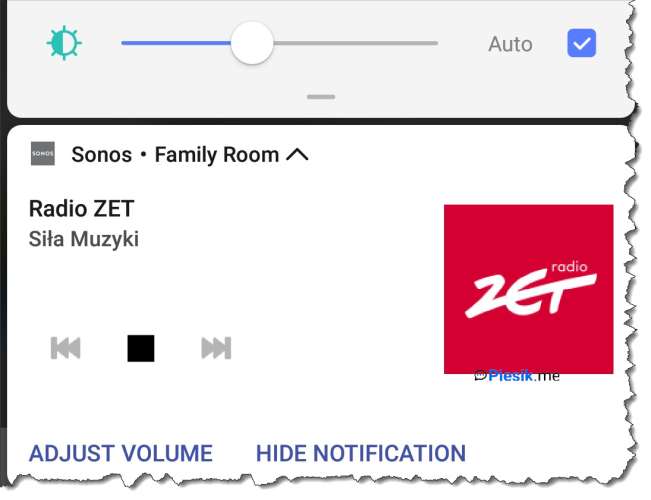 Auto
SONOS
Sonos • Family Room
Radio ZET
Siła Muzyki
radio
ZET
Plesik.me
ADJUST VOLUME
HIDE NOTIFICATION